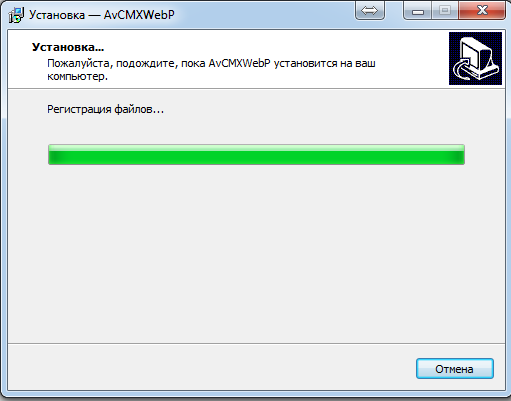 Установка — AvCMXWebP
Установка...
Пожалуйста, подождите, пока AvCMXWebP установится на ваш
компьютер.
Регистрация файлов...
Отмена